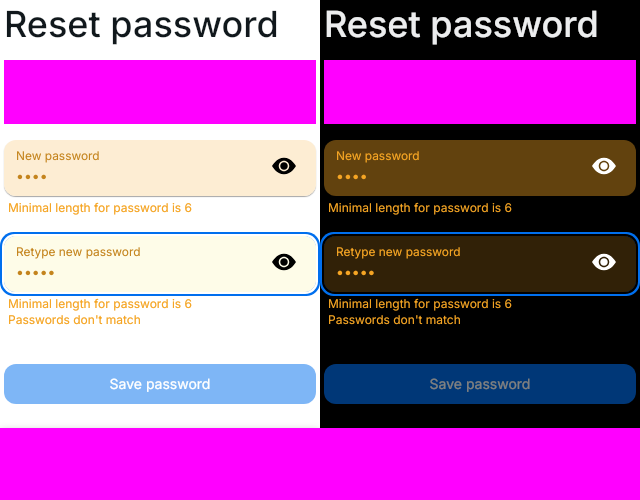 Reset password
New password
••••
Minimal length for password is 6
Retype new password
•••••
Minimal length for password is 6
Passwords don't match
Save password
Reset password
New password
••••
Minimal length for password is 6
Retype new password
•••••
Minimal length for password is 6
Passwords don't match
Save password